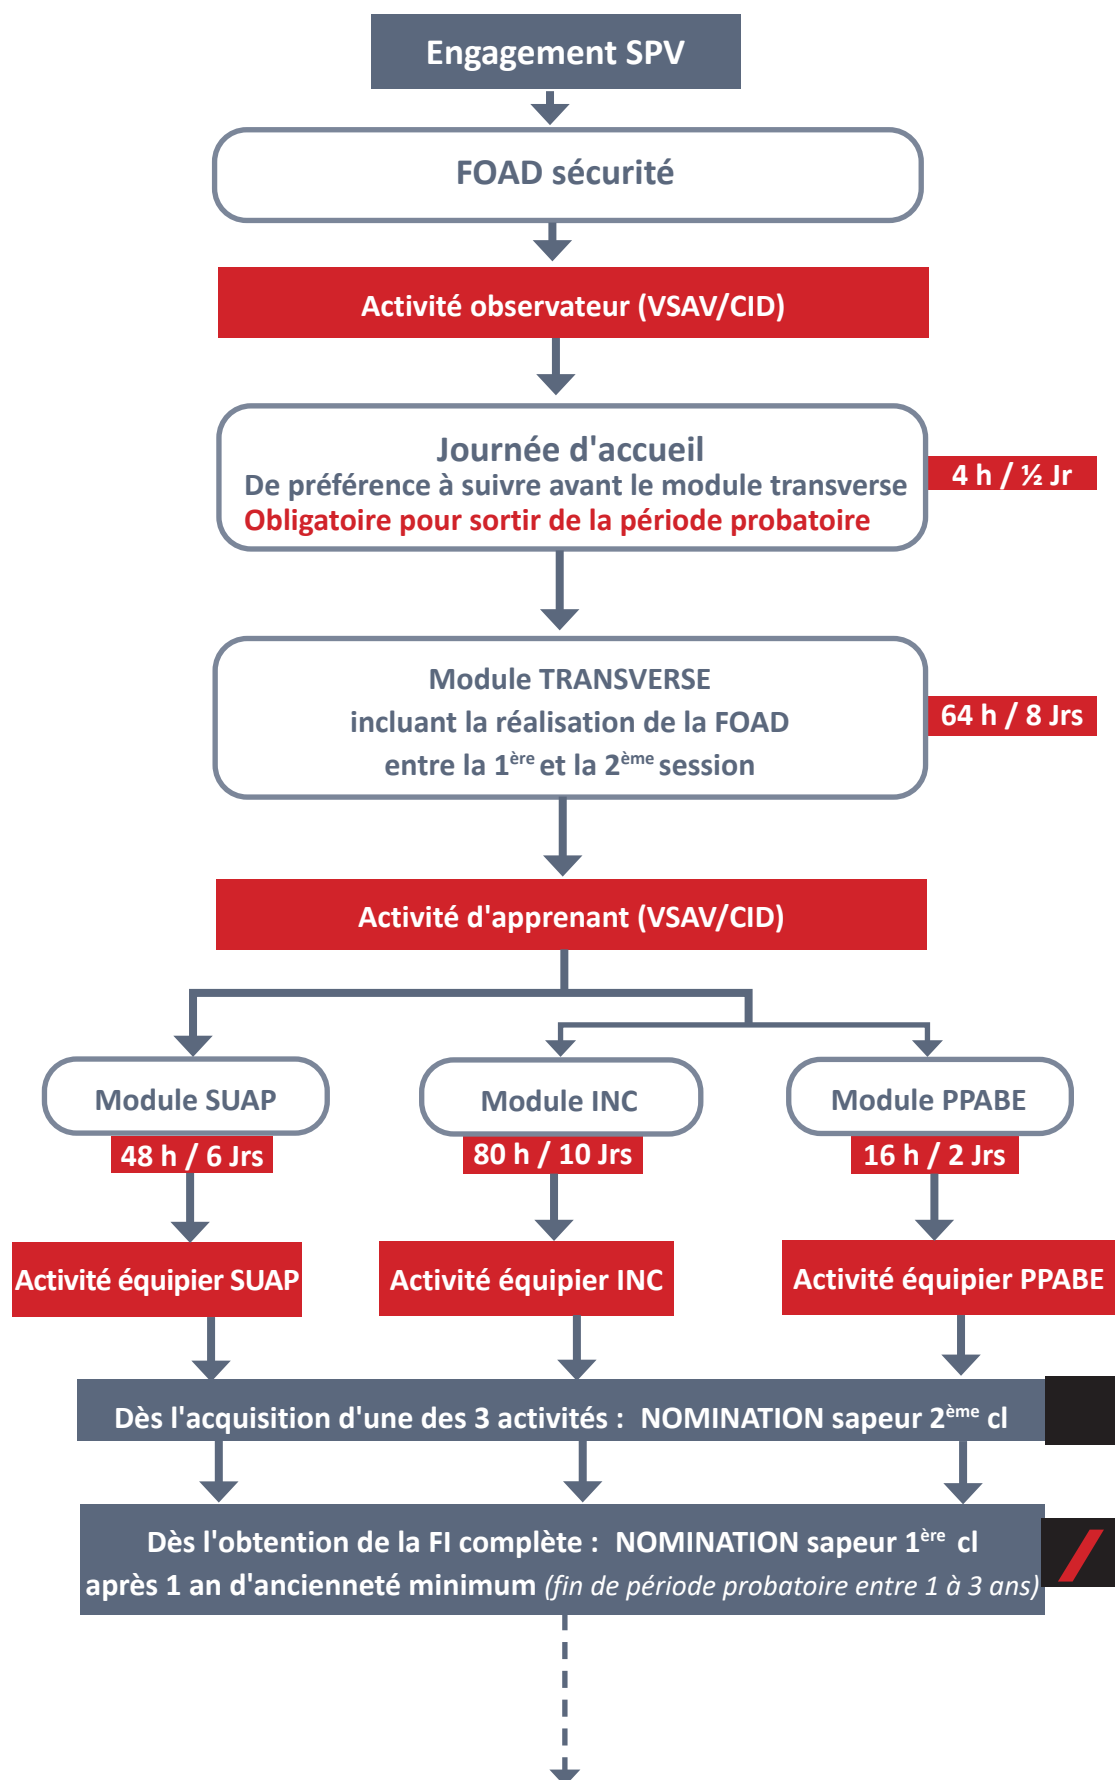 Engagement SPV
FOAD sécurité
Activité observateur (VSAV/CID)
Journée d'accueil
De préférence à suivre avant le module transverse
Obligatoire pour sortir de la période probatoire
4 h / ½ Jr
Module TRANSVERSE
incluant la réalisation de la FOAD
entre la 1ère et la 2ème session
64 h / 8 Jrs
Activité d'apprenant (VSAV/CID)
Module SUAP
Module INC
Module PPABE
48 h / 6 Jrs
80 h / 10 Jrs
16 h / 2 Jrs
Activité équipier SUAP
Activité équipier INC
Activité équipier PPABE
Dès l'acquisition d'une des 3 activités : NOMINATION sapeur 2ème cl
Dès l'obtention de la FI complète : NOMINATION sapeur 1ère cl
après 1 an d'ancienneté minimum (fin de période probatoire entre 1 à 3 ans)